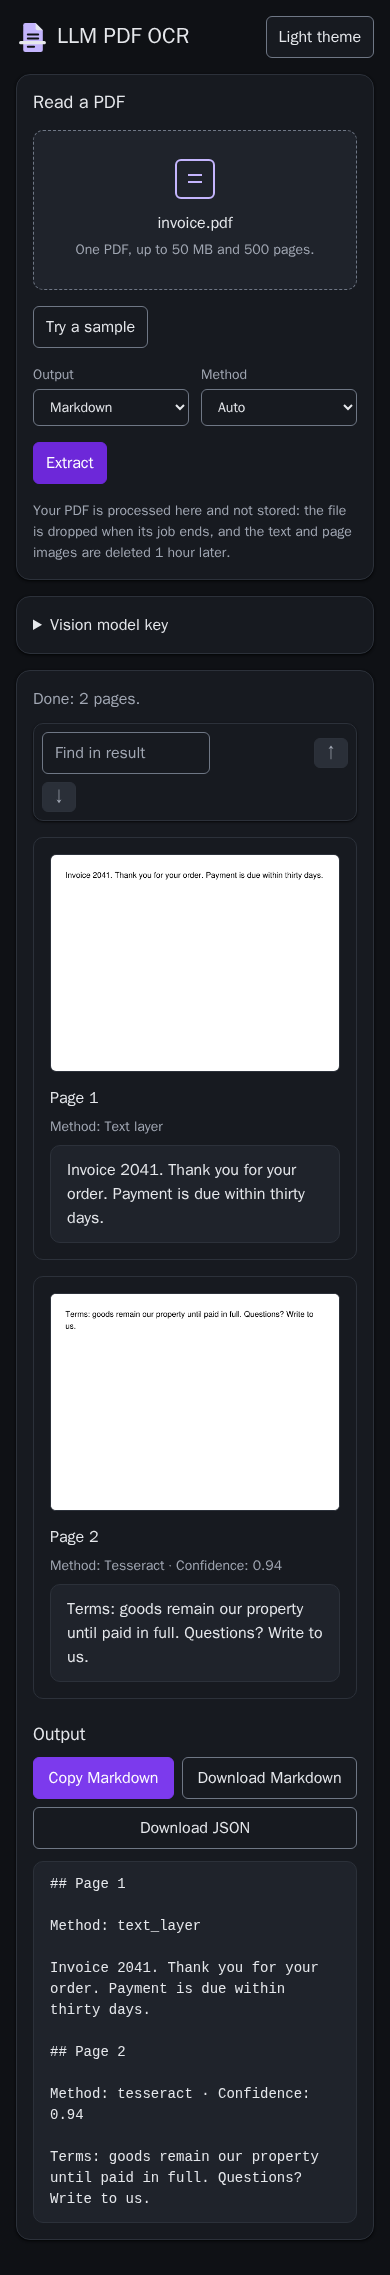 LLM PDF OCR
Light theme
Read a PDF
invoice.pdf
One PDF, up to 50 MB and 500 pages.
Try a sample
Output
Method
Markdown
Auto
Extract
Your PDF is processed here and not stored: the file
is dropped when its job ends, and the text and page
images are deleted 1 hour later.
▶ Vision model key
Done: 2 pages.
Find in result
↑
↓
Invoice 2041. Thank you for your order. Payment is due within thirty days.
Page 1
Method: Text layer
Invoice 2041. Thank you for your
order. Payment is due within thirty
days.
Terms: goods remain our property until paid in full. Questions? Write to
us.
Page 2
Method: Tesseract · Confidence: 0.94
Terms: goods remain our property
until paid in full. Questions? Write to
us.
Output
Copy Markdown
Download Markdown
Download JSON
## Page 1
Method: text_layer
Invoice 2041. Thank you for your
order. Payment is due within
thirty days.
## Page 2
Method: tesseract · Confidence:
0.94
Terms: goods remain our property
until paid in full. Questions?
Write to us.